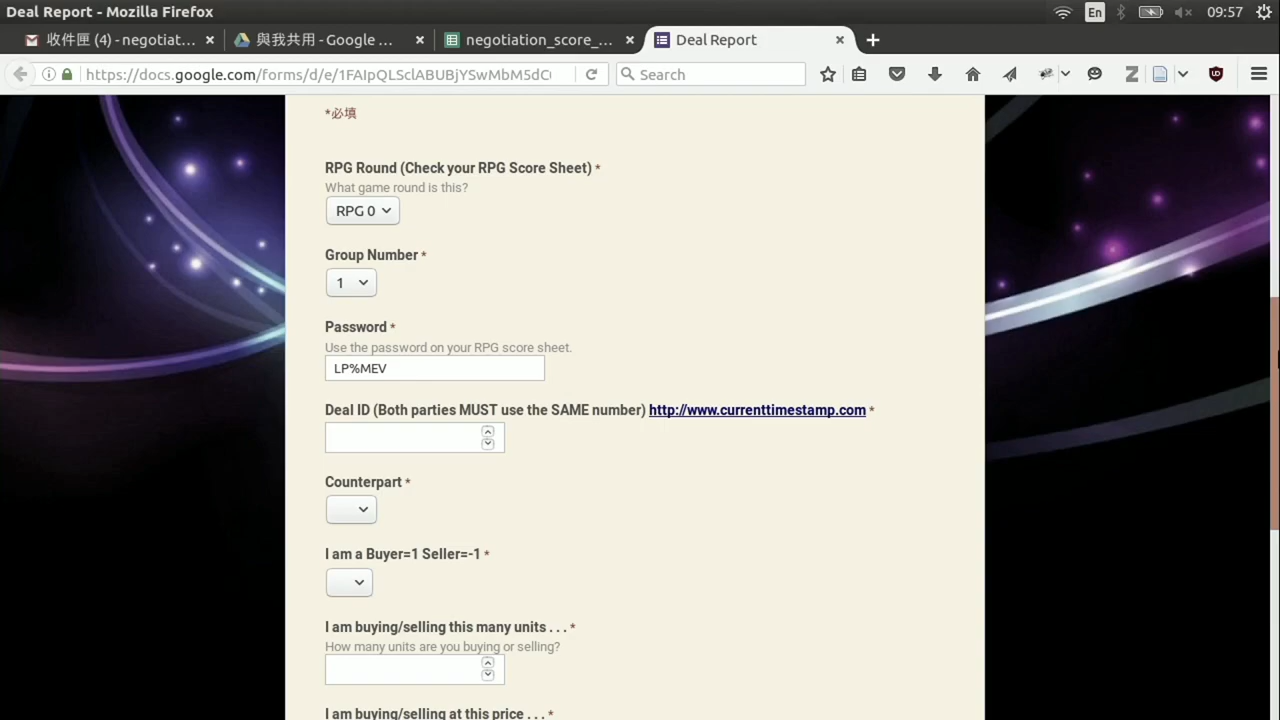 Deal Report - Mozilla Firefox
En
09:57
收件匣 (4) - negotiat...
與我共用 - Google ...
negotiation_score_...
Deal Report
https://docs.google.com/forms/d/e/1FAIpQLSclABUBjYSwMbM5dC
Search
*必填
RPG Round (Check your RPG Score Sheet) *
What game round is this?
RPG 0
Group Number *
1
Password *
Use the password on your RPG score sheet.
LP%MEV
Deal ID (Both parties MUST use the SAME number) http://www.currenttimestamp.com *
Counterpart *
I am a Buyer=1 Seller=-1 *
I am buying/selling this many units . . . *
How many units are you buying or selling?
I am buying/selling at this price . . . *